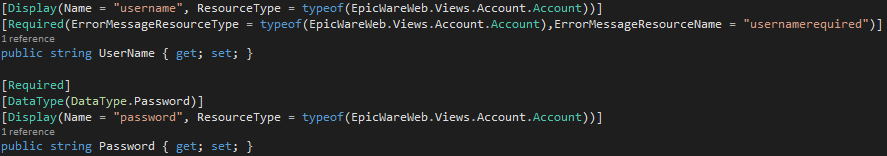 [Display(Name = "username", ResourceType = typeof(EpicWareWeb.Views.Account.Account))]
[Required(ErrorMessageResourceType = typeof(EpicWareWeb.Views.Account.Account),ErrorMessageResourceName = "usernamerequired")]
1 reference
public string UserName { get; set; }
[Required]
[DataType(DataType.Password)]
[Display(Name = "password", ResourceType = typeof(EpicWareWeb.Views.Account.Account))]
1 reference
public string Password { get; set; }